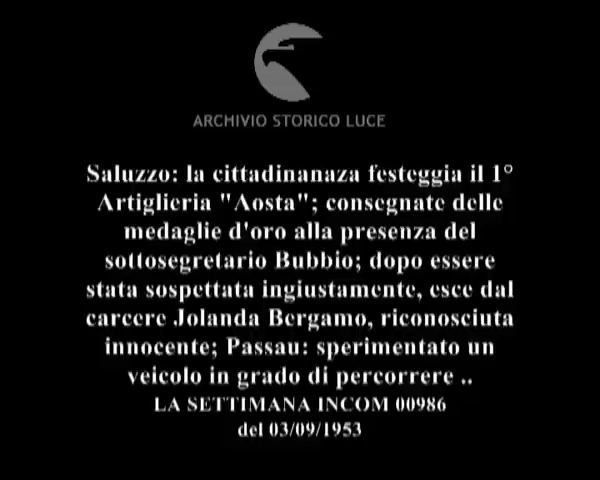 ARCHIVIO STORICO LUCE
Saluzzo: la cittadinanaza festeggia il 1°
Artiglieria "Aosta"; consegnate delle
medaglie d'oro alla presenza del
sottosegretario Bubbio; dopo essere
stata sospettata ingiustamente, esce dal
carcere Jolanda Bergamo, riconosciuta
innocente; Passau: sperimentato un
veicolo in grado di percorrere ..
LA SETTIMANA INCOM 00986
del 03/09/1953